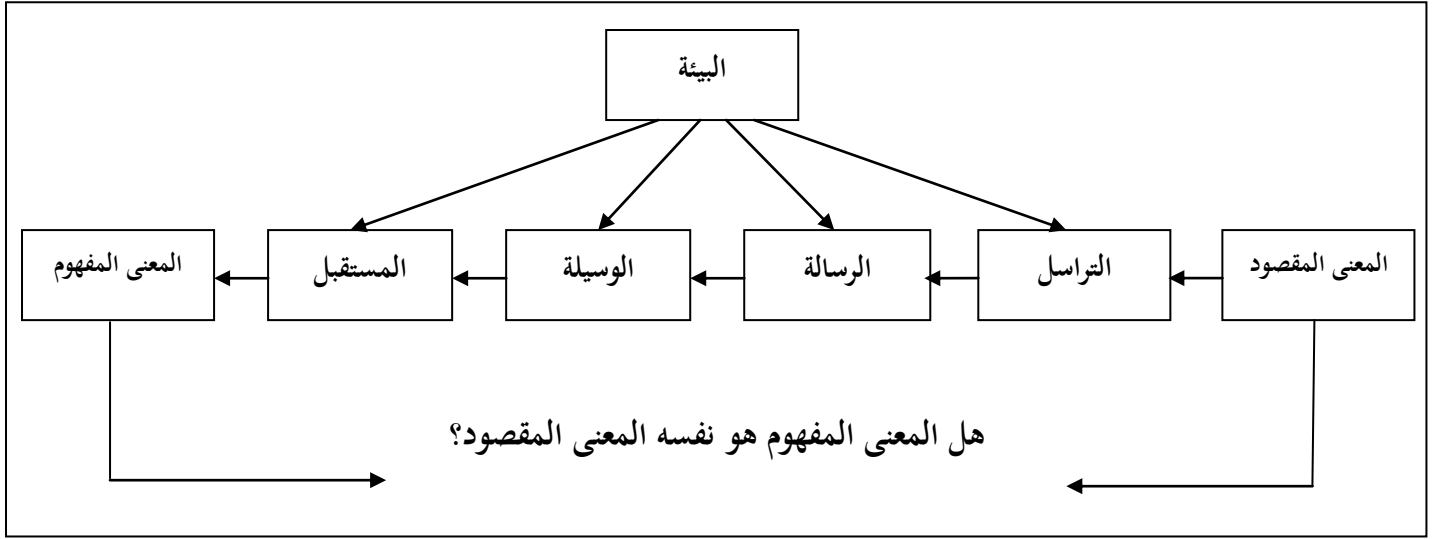 البيئة
المعنى المقصود
التراسل
الرسالة
الوسيلة
المستقبل
المعنى المفهوم
هل المعنى المفهوم هو نفسه المعنى المقصود؟